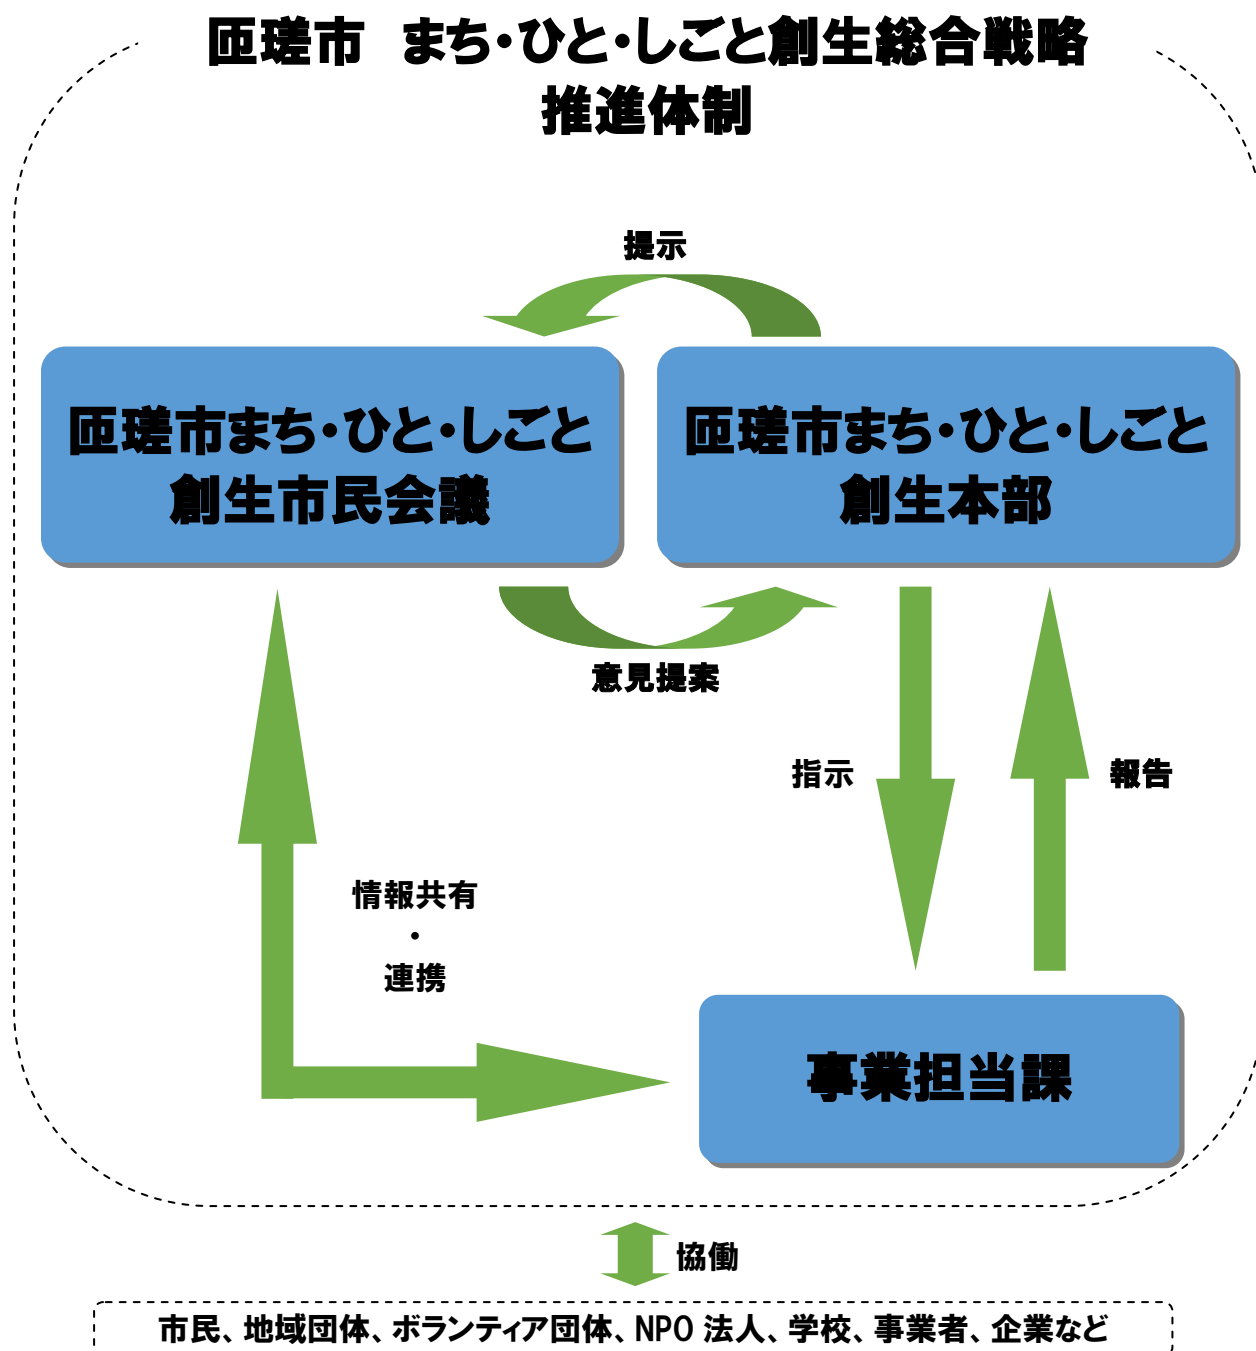 匝瑳市 まち・ひと・しごと創生総合戦略
推進体制
提示
匝瑳市まち・ひと・しごと
創生市民会議
匝瑳市まち・ひと・しごと
創生本部
意見提案
指示
報告
情報共有
・
連携
事業担当課
協働
市民、地域団体、ボランティア団体、NPO 法人、学校、事業者、企業など